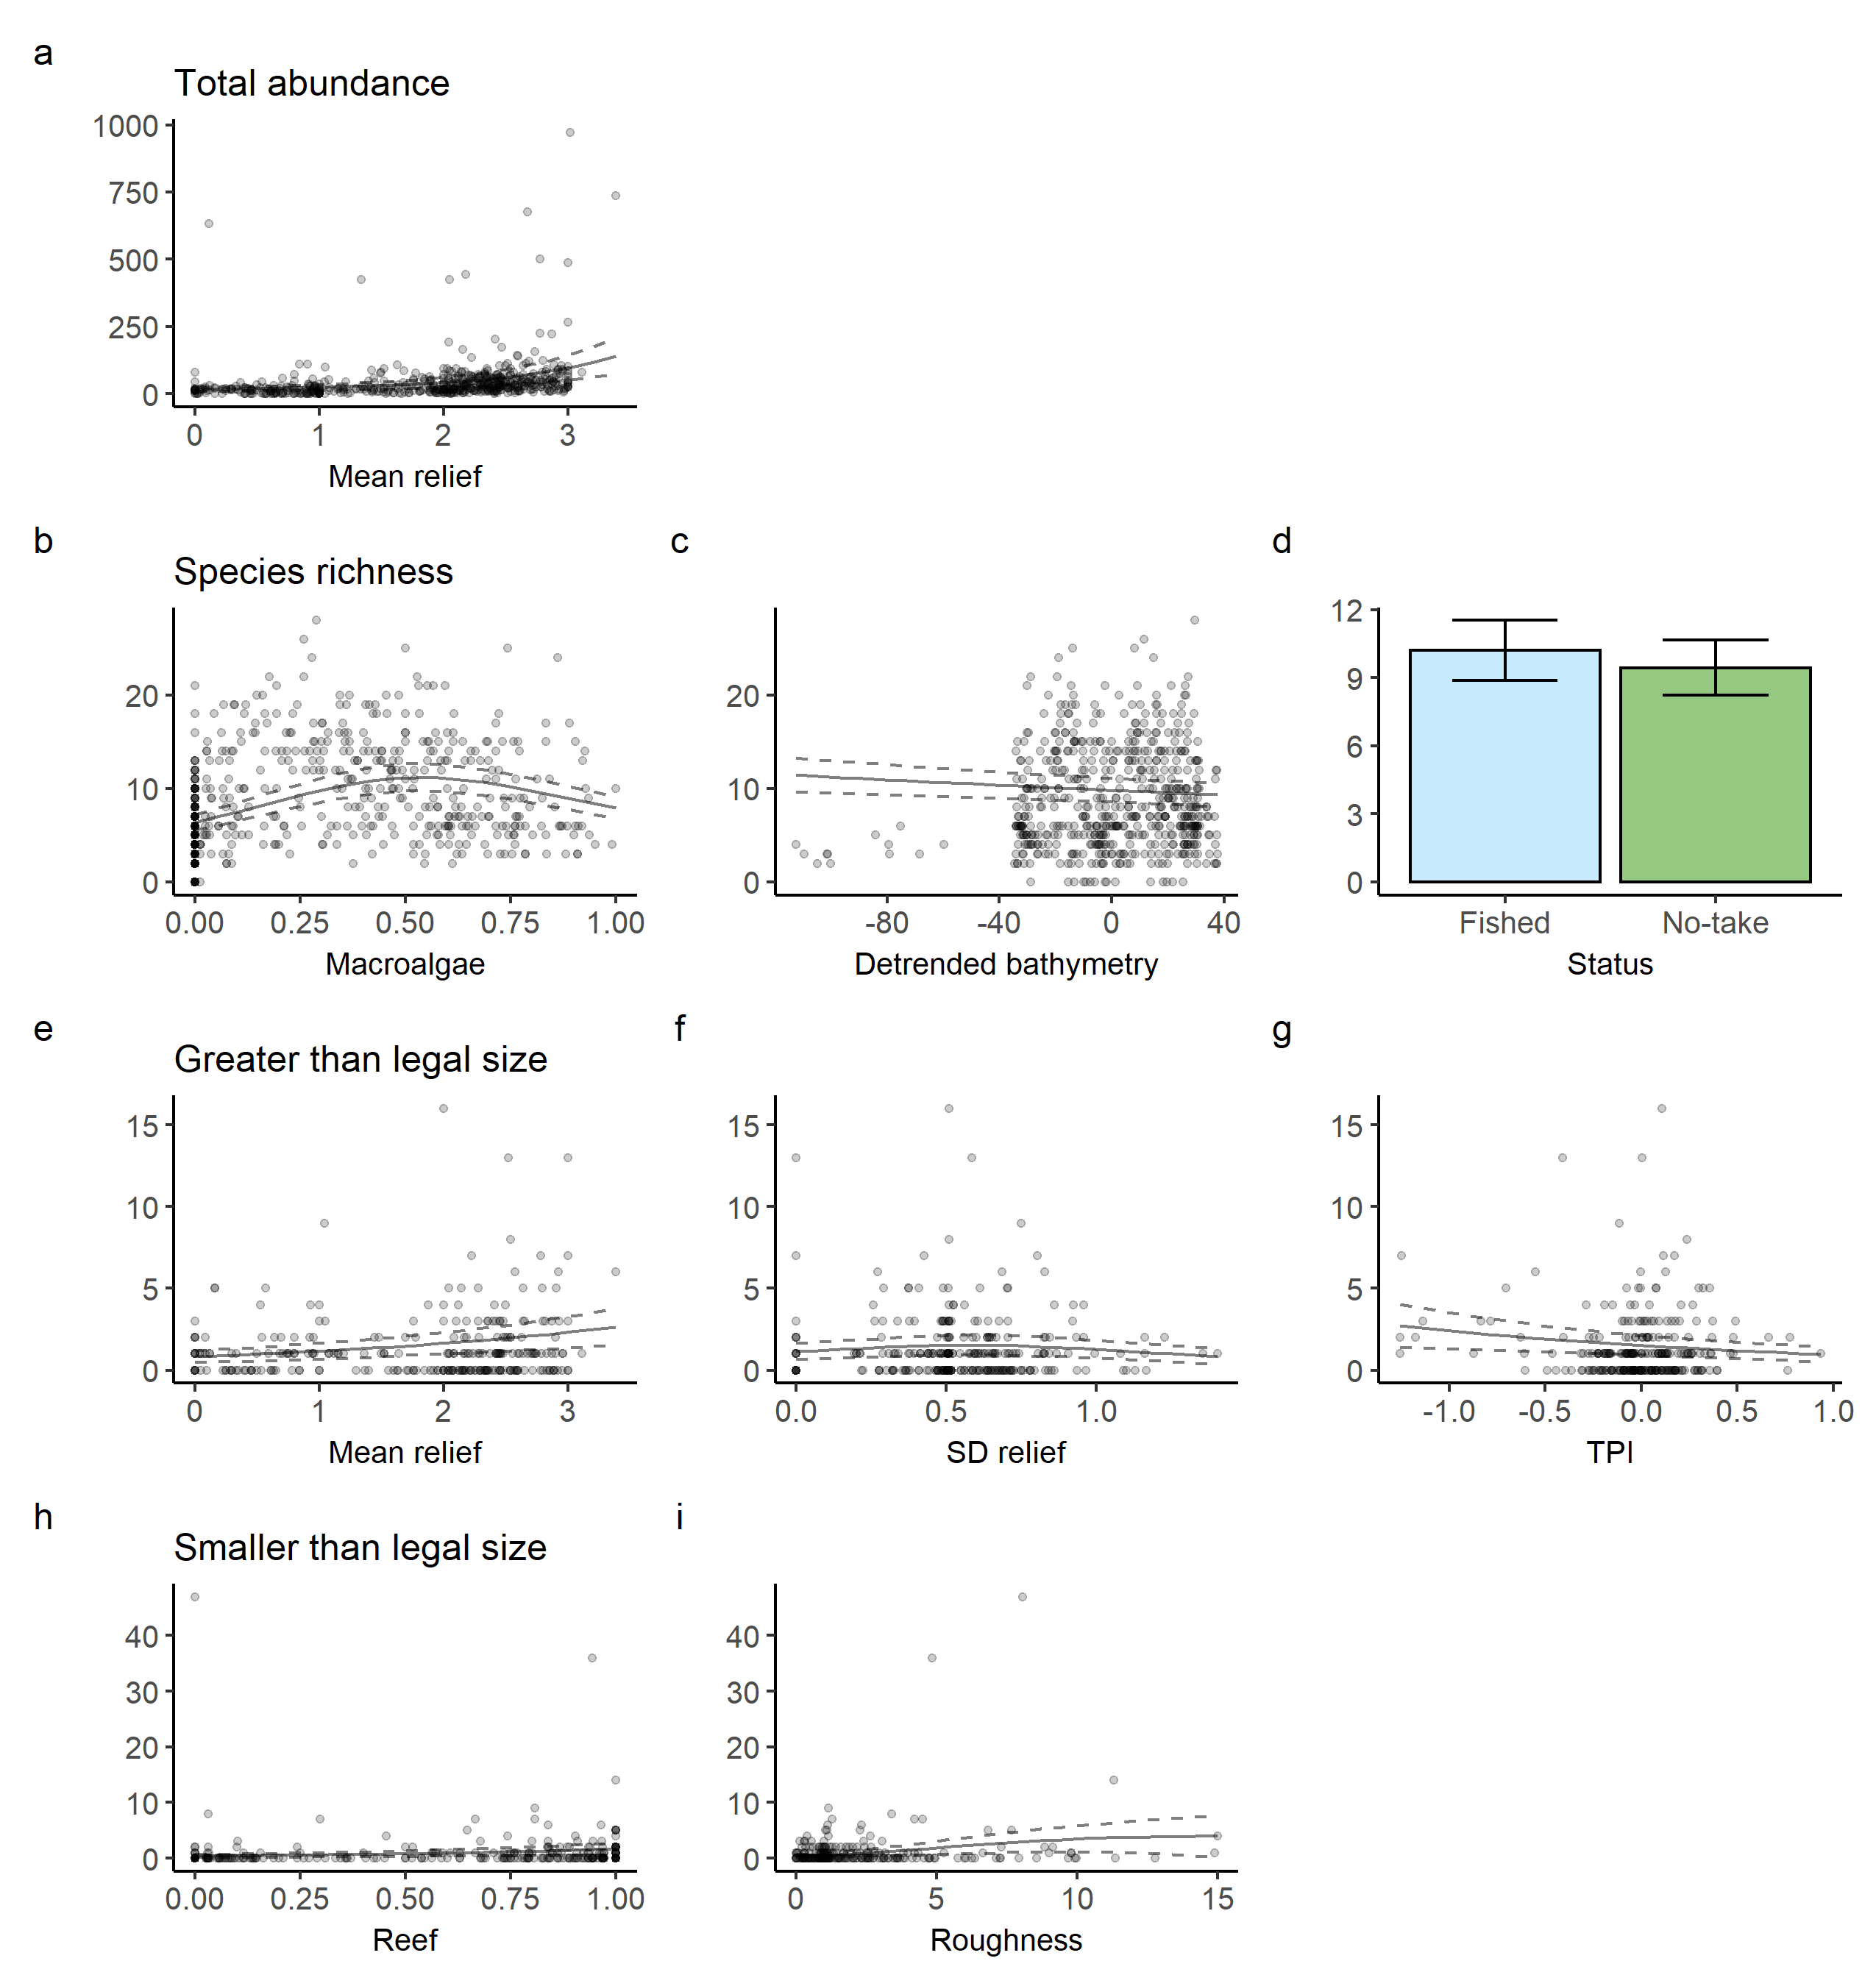 a
Total abundance
1000
750
500
250
0
0 1 2 3
Mean relief
b c d
Species richness
20
10
0
0.00 0.25 0.50 0.75 1.00
Macroalgae
20
10
0
-80 -40 0 40
Detrended bathymetry
12
9
6
3
0
Fished No-take
Status
e f g
Greater than legal size
15
10
5
0
0 1 2 3
Mean relief
15
10
5
0
0.0 0.5 1.0
SD relief
15
10
5
0
-1.0 -0.5 0.0 0.5 1.0
TPI
h i
Smaller than legal size
40
30
20
10
0
0.00 0.25 0.50 0.75 1.00
Reef
40
30
20
10
0
0 5 10 15
Roughness